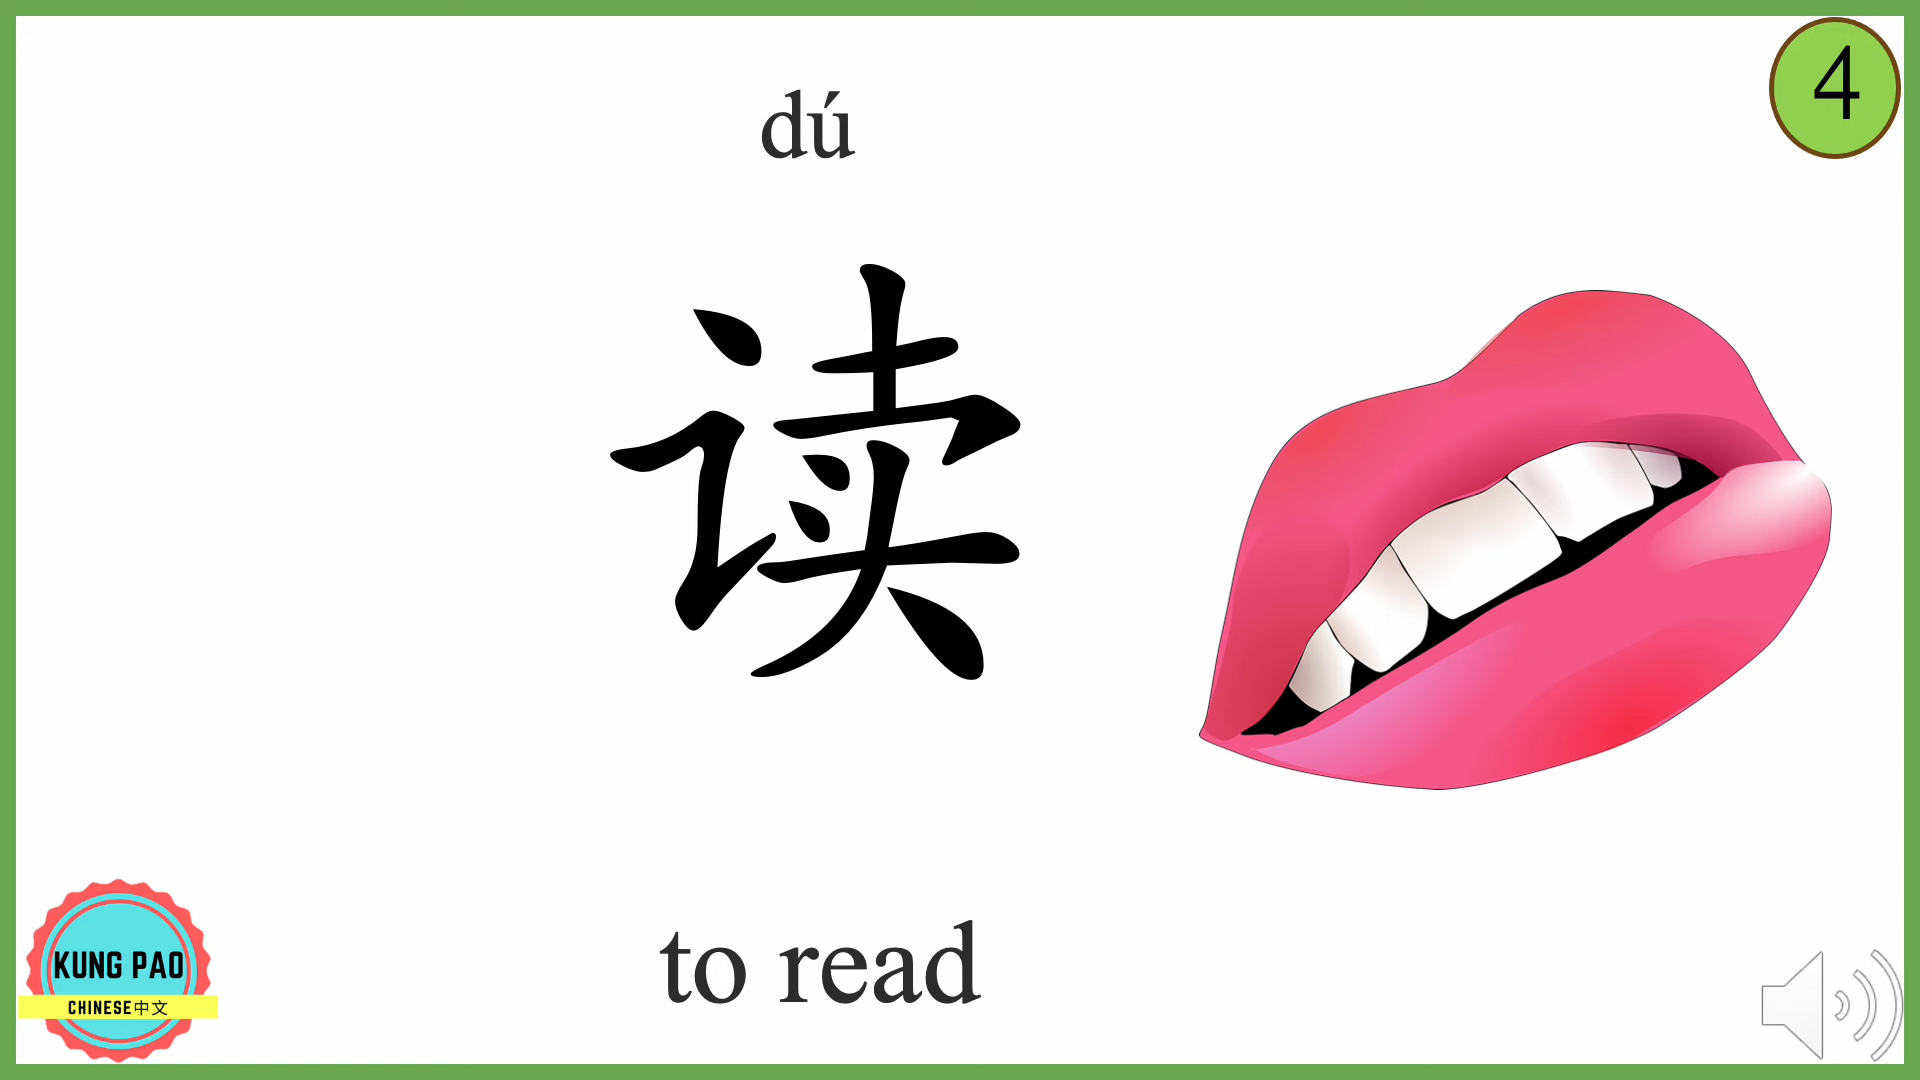 4
dú
读
to read
KUNG PAO
CHINESE中文